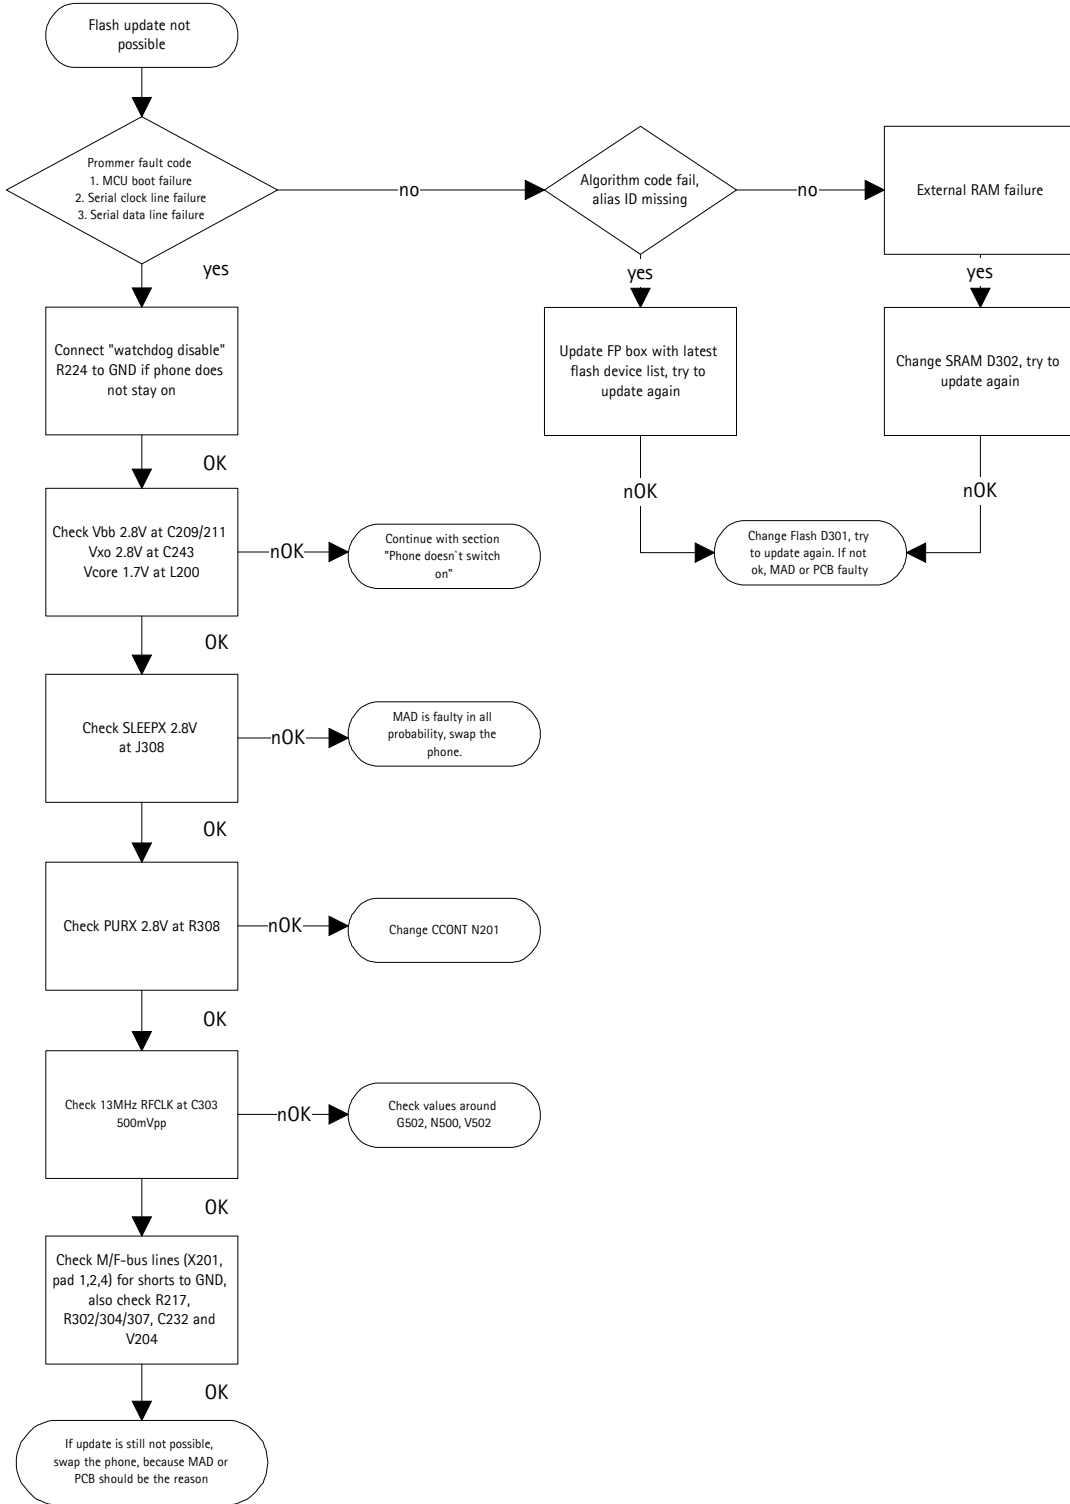 Flash update not
possible
Prommer fault code
1. MCU boot failure
2. Serial clock line failure
3. Serial data line failure
no
Algorithm code fail,
alias ID missing
no
External RAM failure
yes
yes
yes
Connect "watchdog disable"
R224 to GND if phone does
not stay on
Update FP box with latest
flash device list, try to
update again
Change SRAM D302, try to
update again
OK
nOK
nOK
Check Vbb 2.8V at C209/211
Vxo 2.8V at C243
Vcore 1.7V at L200
nOK
Continue with section
"Phone doesn`t switch
on"
Change Flash D301, try
to update again. If not
ok, MAD or PCB faulty
OK
Check SLEEPX 2.8V
at J308
nOK
MAD is faulty in all
probability, swap the
phone.
OK
Check PURX 2.8V at R308
nOK
Change CCONT N201
OK
Check 13MHz RFCLK at C303
500mVpp
nOK
Check values around
G502, N500, V502
OK
Check M/F-bus lines (X201,
pad 1,2,4) for shorts to GND,
also check R217,
R302/304/307, C232 and
V204
OK
If update is still not possible,
swap the phone, because MAD or
PCB should be the reason